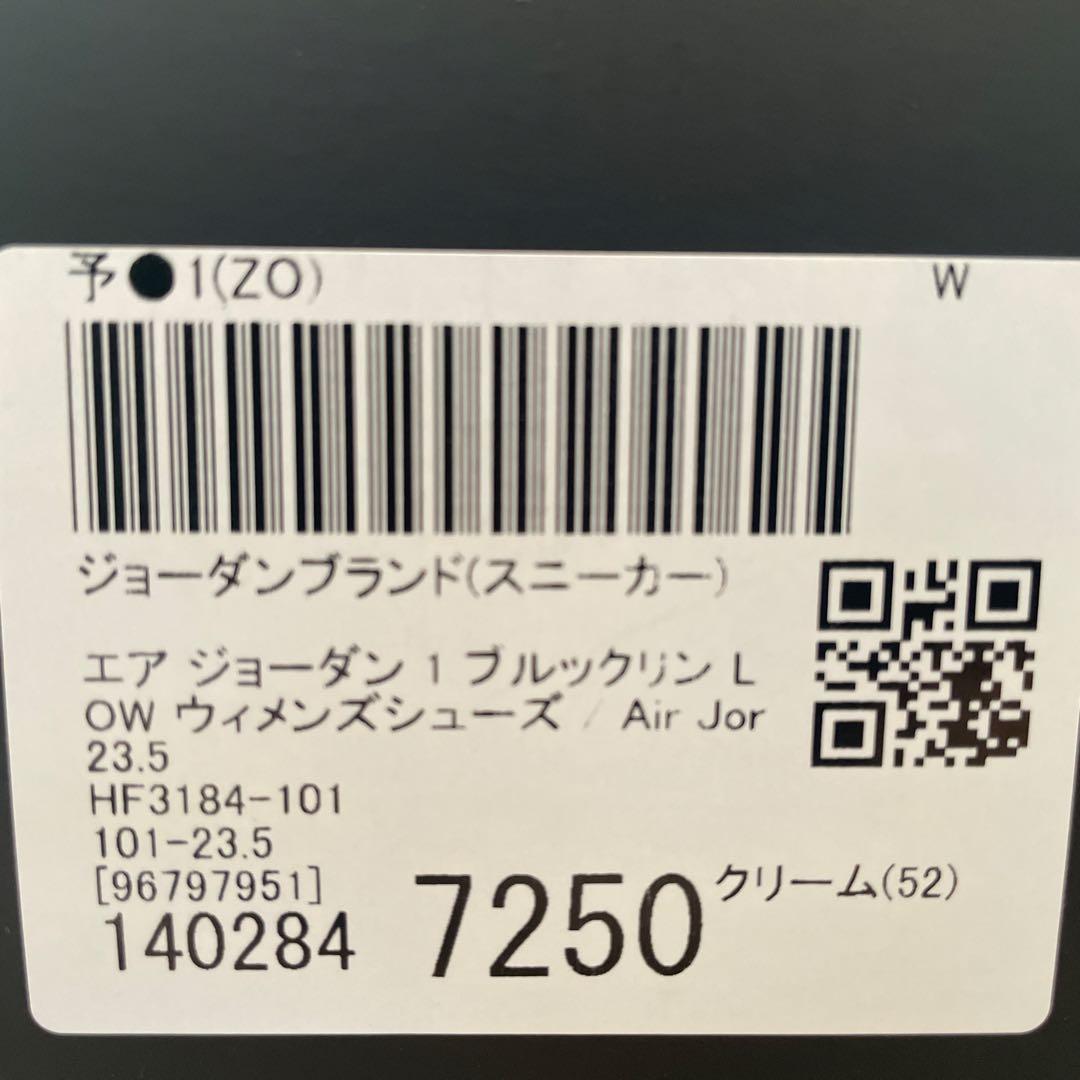 予●1(ZO) W
ジョーダンブランド(スニーカー)
エア ジョーダン 1 ブルックリン L
OW ウィメンズシューズ / Air Jor
23.5
HF3184-101
101-23.5
[96797951]
クリーム(52)
140284 7250